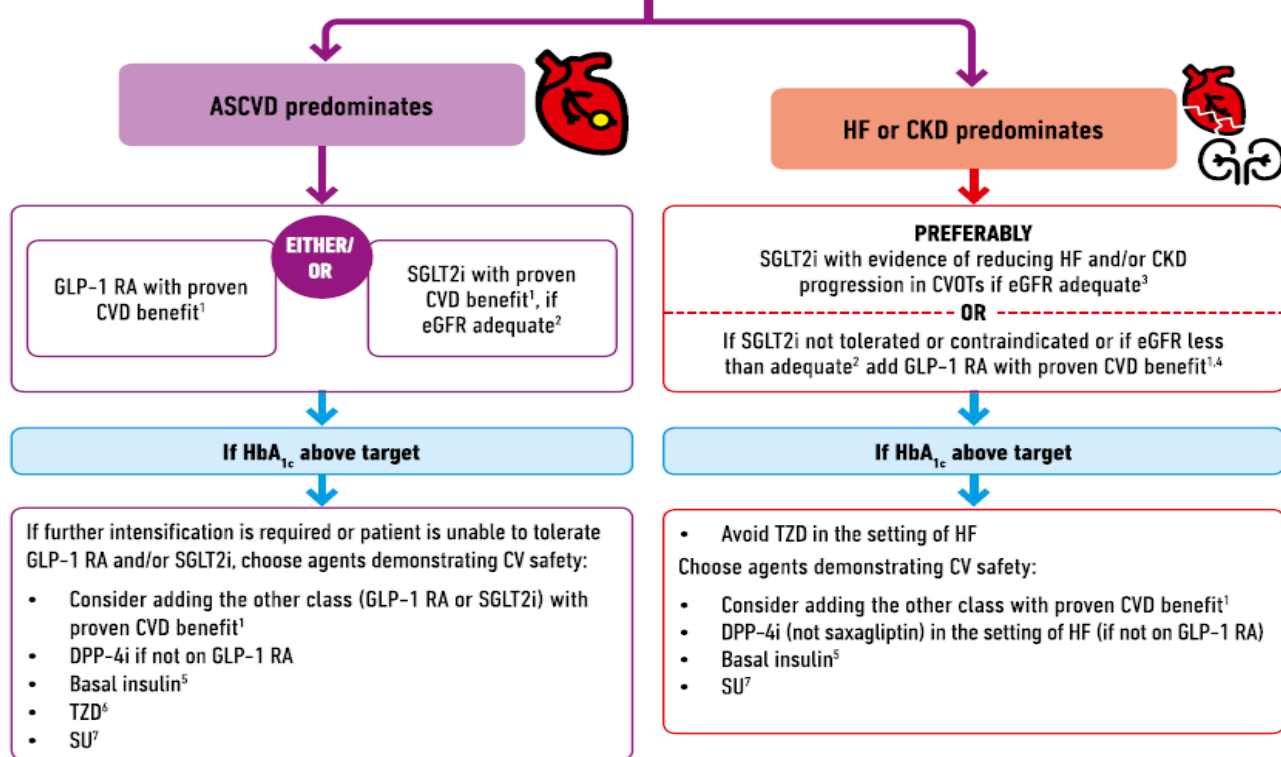 ASCVD predominates
GLP-1 RA with proven
CVD benefit¹
EITHER/
OR
SGLT2i with proven
CVD benefit¹, if
eGFR adequate²
If HbA₁c above target
If further intensification is required or patient is unable to tolerate
GLP-1 RA and/or SGLT2i, choose agents demonstrating CV safety:
• Consider adding the other class (GLP-1 RA or SGLT2i) with
proven CVD benefit¹
• DPP-4i if not on GLP-1 RA
• Basal insulin⁵
• TZD⁶
• SU⁷
HF or CKD predominates
PREFERABLY
SGLT2i with evidence of reducing HF and/or CKD
progression in CVOTs if eGFR adequate³
OR
If SGLT2i not tolerated or contraindicated or if eGFR less
than adequate² add GLP-1 RA with proven CVD benefit¹,⁴
If HbA₁c above target
• Avoid TZD in the setting of HF
Choose agents demonstrating CV safety:
• Consider adding the other class with proven CVD benefit¹
• DPP-4i (not saxagliptin) in the setting of HF (if not on GLP-1 RA)
• Basal insulin⁵
• SU⁷